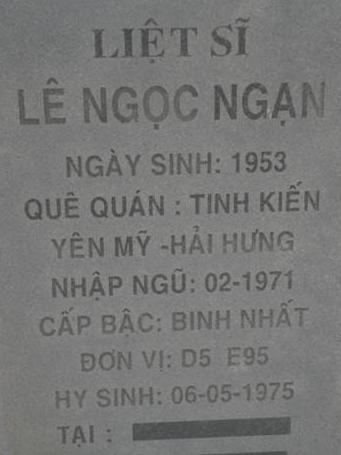 LIỆT SĨ
LÊ NGỌC NGẠN
NGÀY SINH: 1953
QUÊ QUÁN : TINH KIẾN
YÊN MỸ -HẢI HƯNG
NHẬP NGŨ: 02-1971
CẤP BẬC: BINH NHẤT
ĐƠN VỊ: D5 E95
HY SINH: 06-05-1975
TẠI :